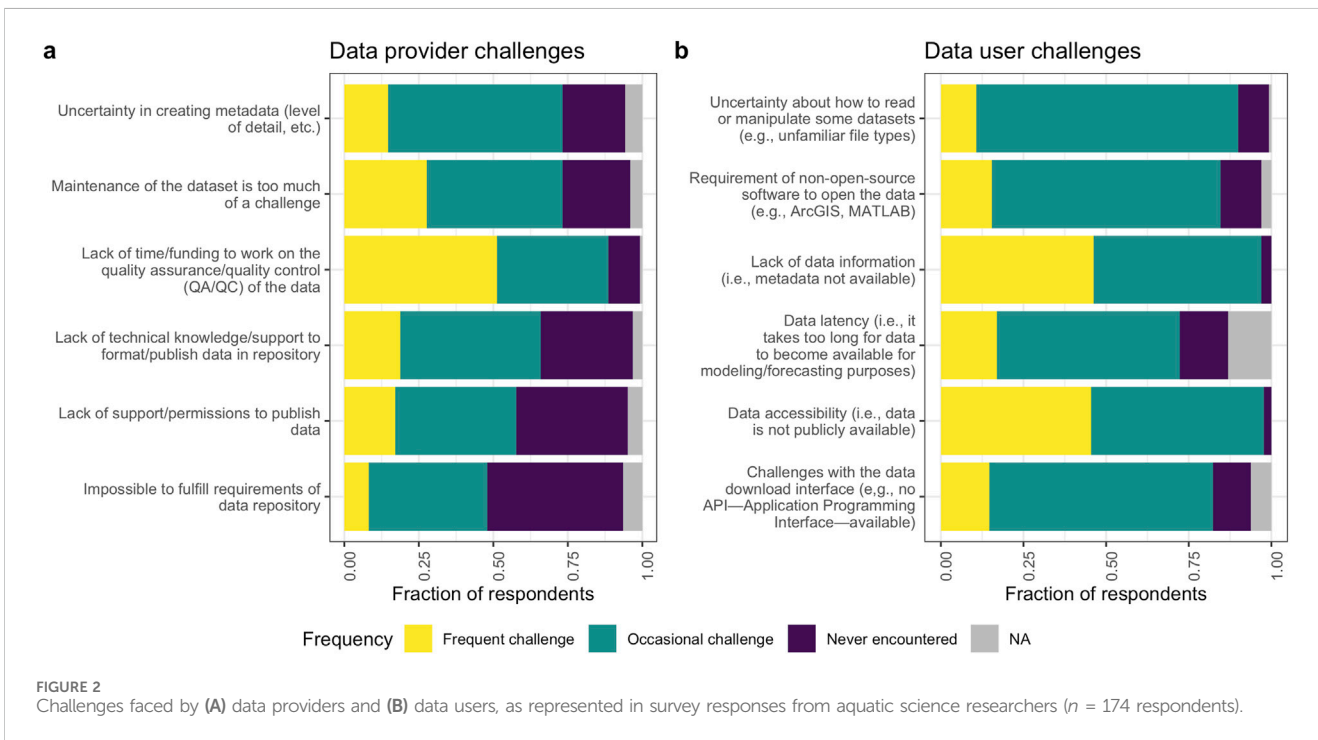 a
Data provider challenges
Uncertainty in creating metadata (level
of detail, etc.)
Maintenance of the dataset is too much
of a challenge
Lack of time/funding to work on the
quality assurance/quality control
(QA/QC) of the data
Lack of technical knowledge/support to
format/publish data in repository
Lack of support/permissions to publish
data
Impossible to fulfill requirements of
data repository
0.00
0.25
0.50
0.75
1.00
Fraction of respondents
b
Data user challenges
Uncertainty about how to read
or manipulate some datasets
(e.g., unfamiliar file types)
Requirement of non-open-source
software to open the data
(e.g., ArcGIS, MATLAB)
Lack of data information
(i.e., metadata not available)
Data latency (i.e., it
takes too long for data
to become available for
modeling/forecasting purposes)
Data accessibility (i.e., data
is not publicly available)
Challenges with the data
download interface (e,g., no
API—Application Programming
Interface—available)
0.00
0.25
0.50
0.75
1.00
Fraction of respondents
Frequency
Frequent challenge
Occasional challenge
Never encountered
NA
FIGURE 2
Challenges faced by (A) data providers and (B) data users, as represented in survey responses from aquatic science researchers (n = 174 respondents).